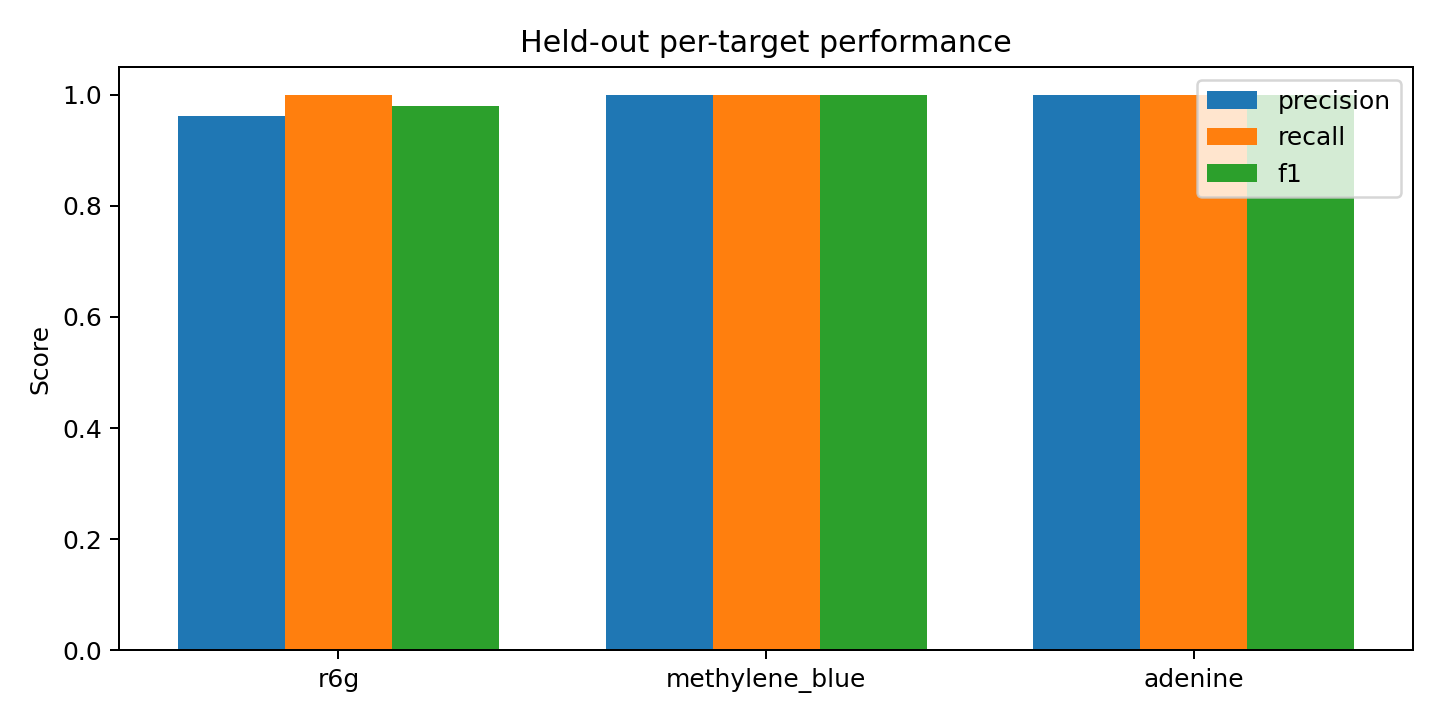 Held-out per-target performance
1.0
0.8
0.6
0.4
0.2
0.0
Score
precision
recall
f1
r6g
methylene_blue
adenine